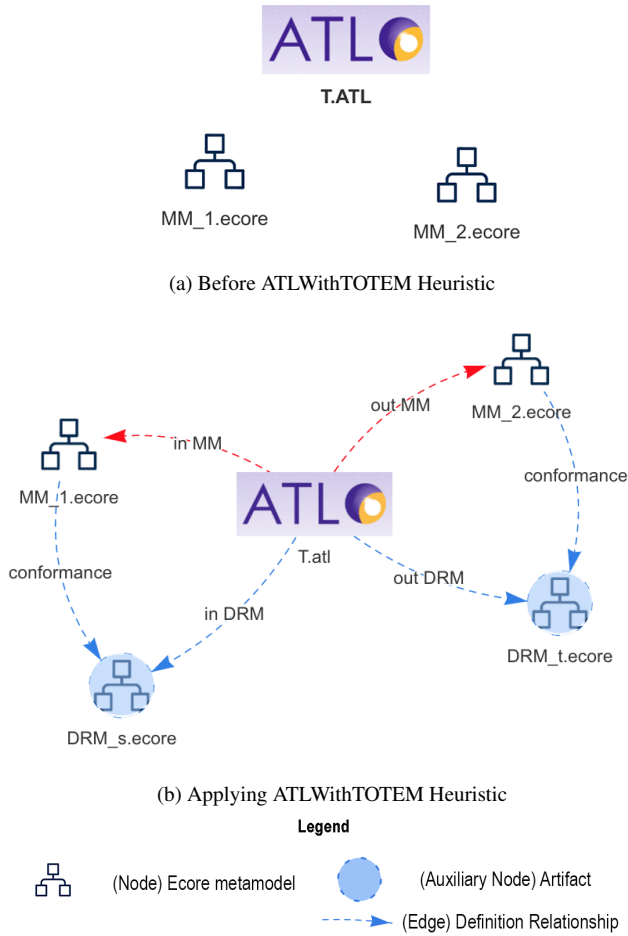 ATL
T.ATL
MM_1.ecore
MM_2.ecore
(a) Before ATLWithTOTEM Heuristic
out MM
MM_2.ecore
in MM
MM_1.ecore
ATL
conformance
T.atl
conformance
out DRM
in DRM
DRM_t.ecore
DRM_s.ecore
(b) Applying ATLWithTOTEM Heuristic
Legend
(Node) Ecore metamodel
(Auxiliary Node) Artifact
(Edge) Definition Relationship